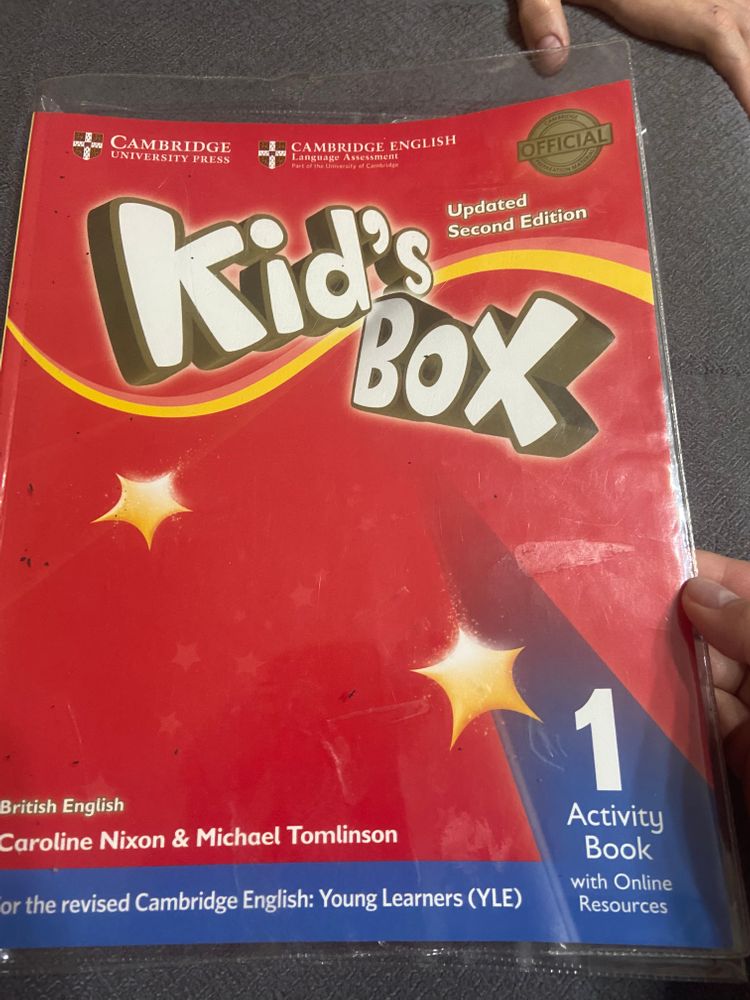 CAMBRIDGE
UNIVERSITY PRESS
CAMBRIDGE ENGLISH
Language Assessment
Part of the University of Cambridge
CAMBRIDGE
OFFICIAL
Updated
Second Edition
Kid's
Box
1
Activity
Book
with Online
Resources
British English
Caroline Nixon & Michael Tomlinson
or the revised Cambridge English: Young Learners (YLE)